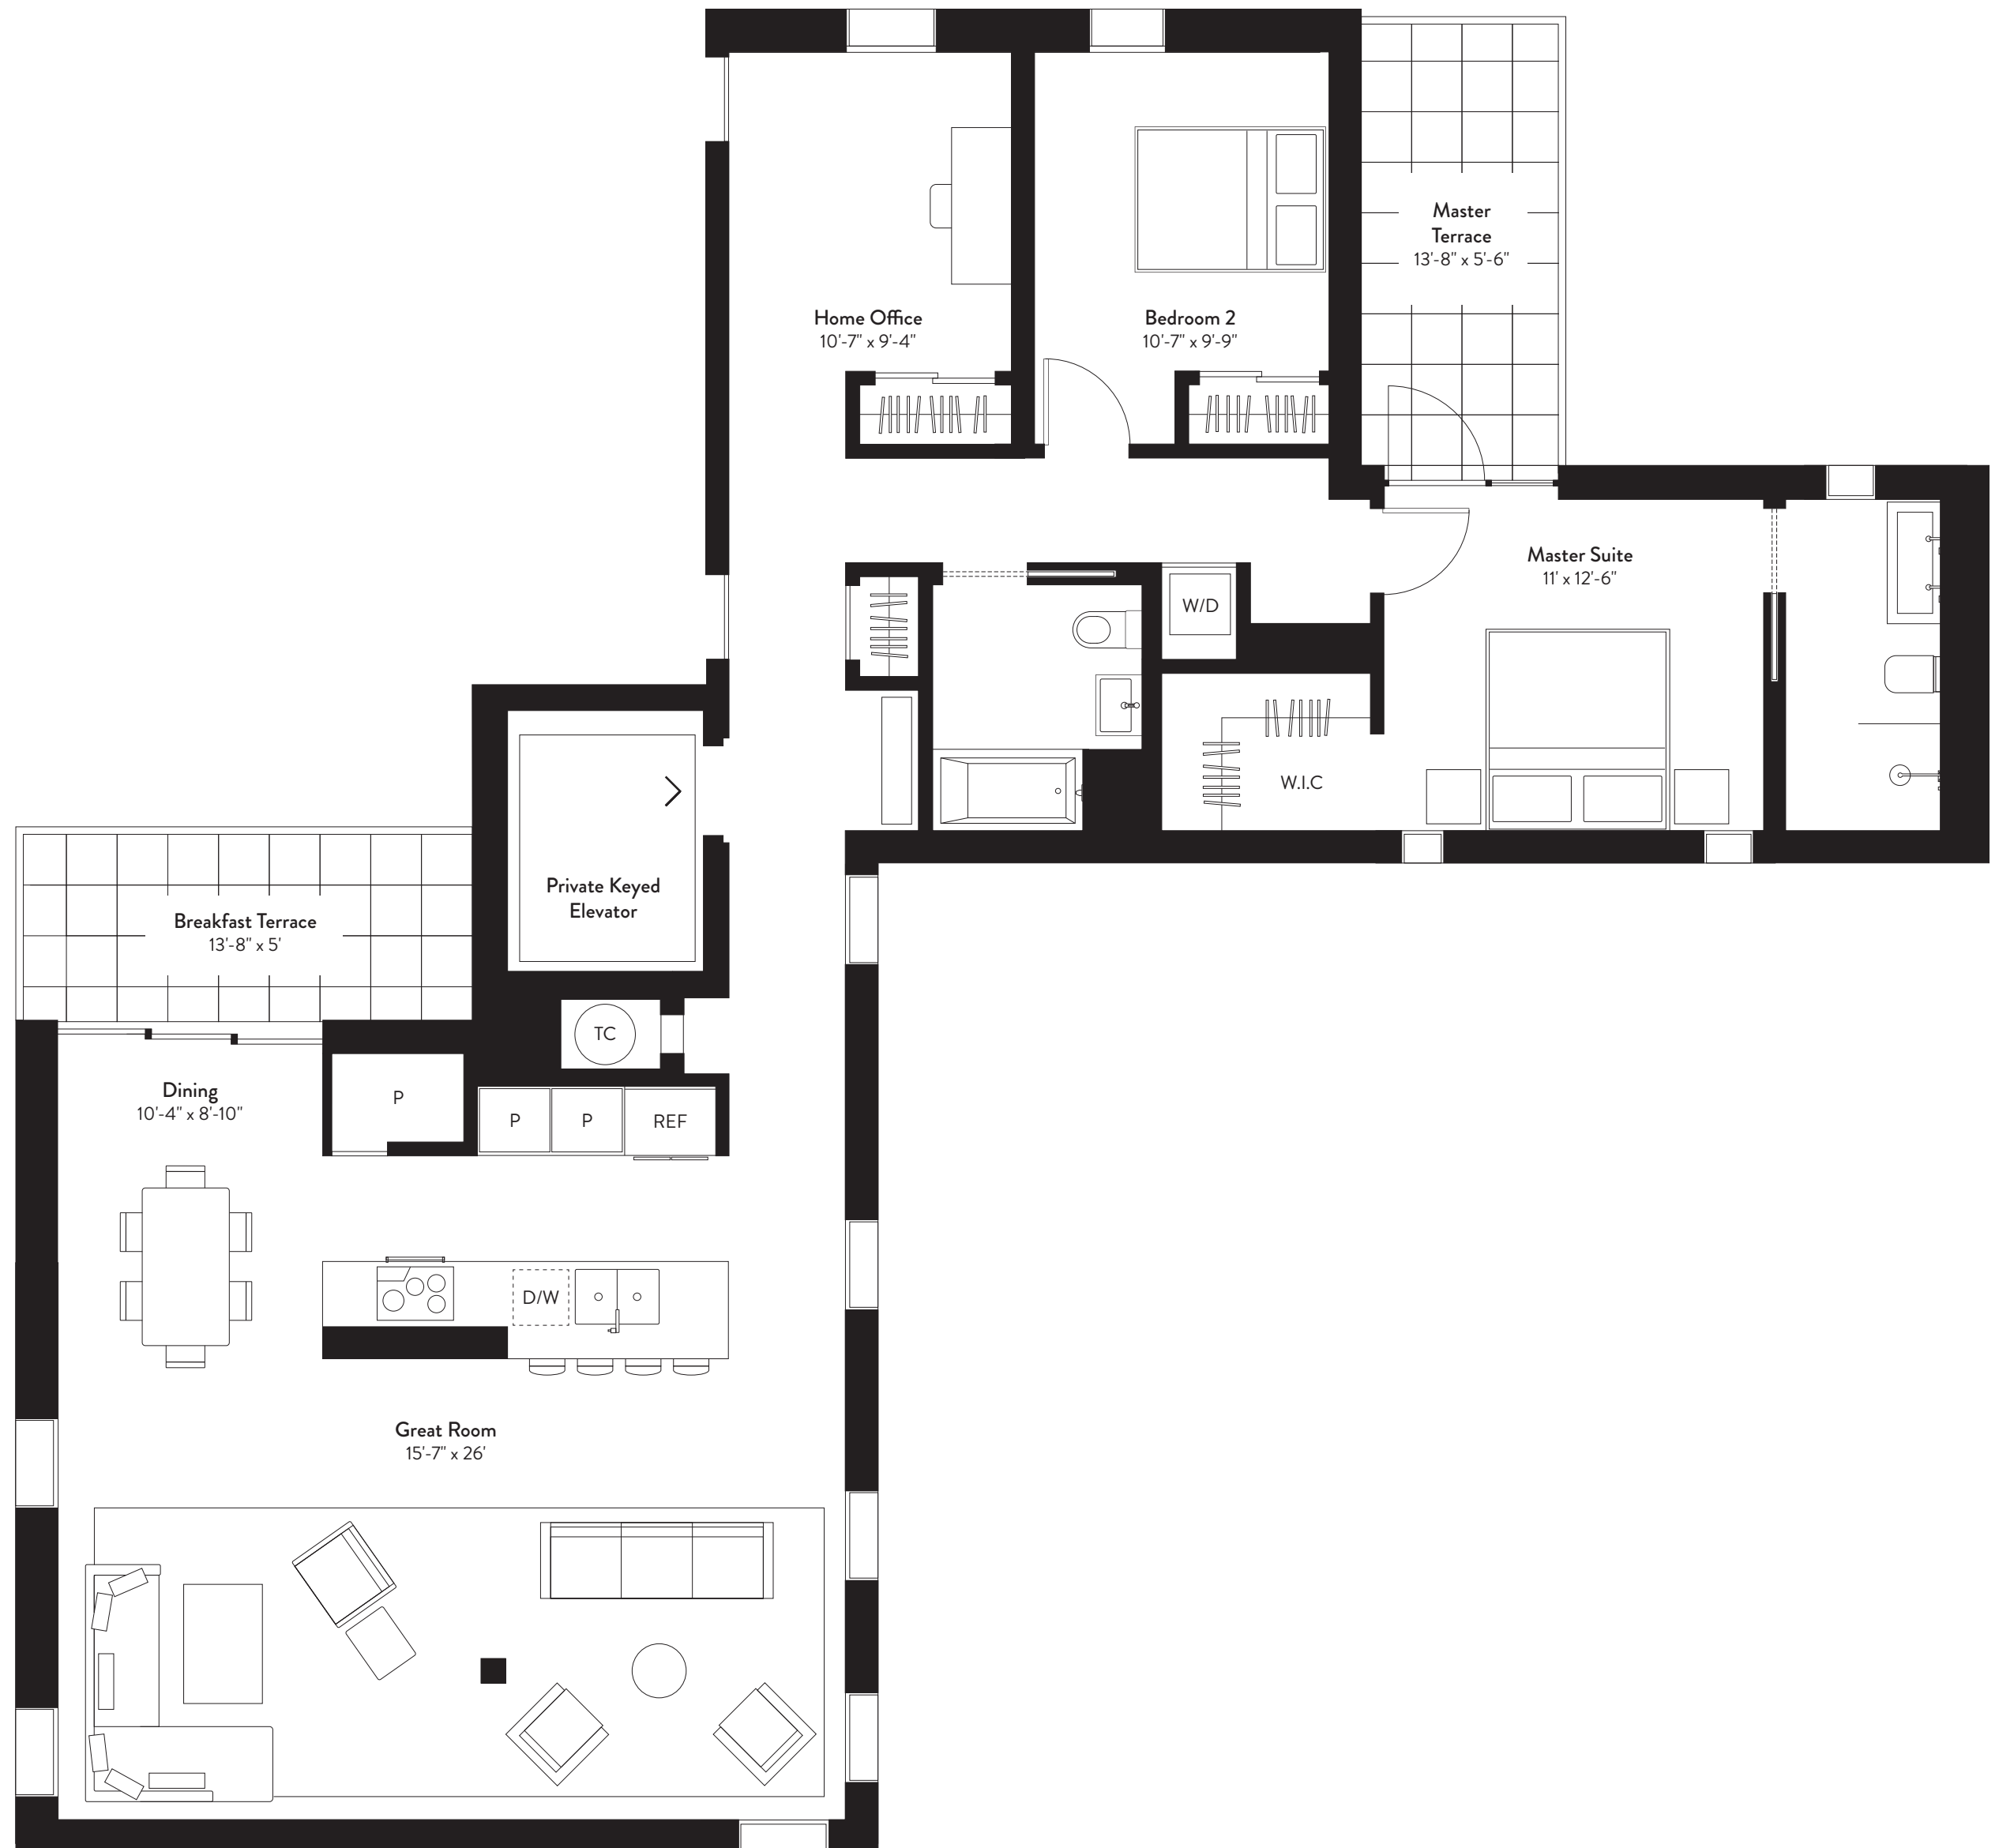 Master
Terrace
13'-8" x 5'-6"
Home Office
10'-7" x 9'-4"
Bedroom 2
10'-7" x 9'-9"
Master Suite
11' x 12'-6"
W/D
W.I.C
Private Keyed
Elevator
Breakfast Terrace
13'-8" x 5'
TC
Dining
10'-4" x 8'-10"
P
P
P
REF
D/W
Great Room
15'-7" x 26'